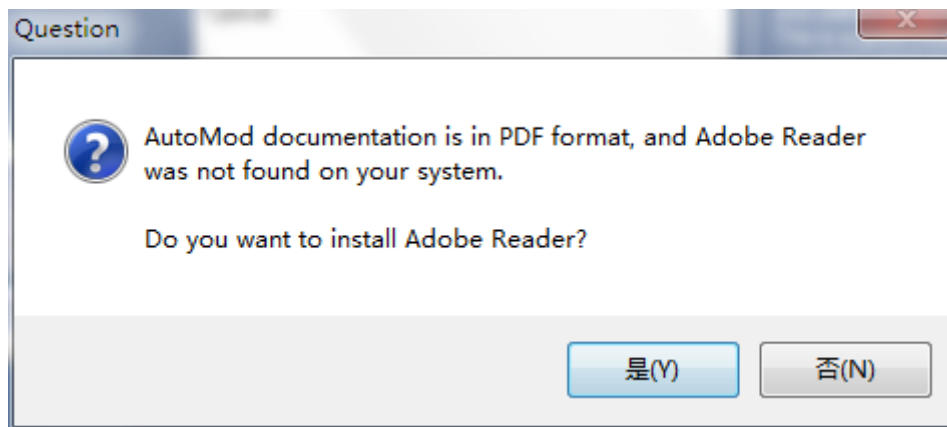 Question
AutoMod documentation is in PDF format, and Adobe Reader
was not found on your system.
Do you want to install Adobe Reader?
是(Y)
否(N)